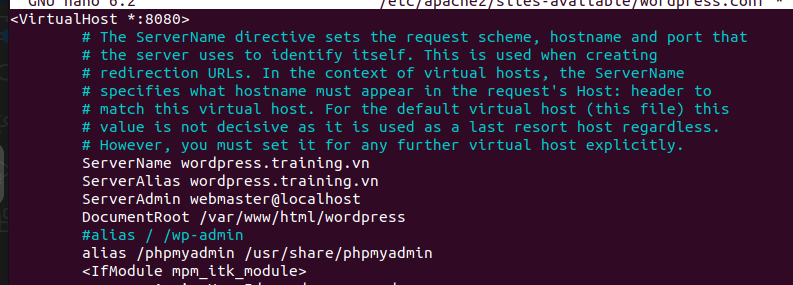 GNU nano 6.2 /etc/apache2/sites-available/wordpress.conf *
<VirtualHost *:8080>
# The ServerName directive sets the request scheme, hostname and port that
# the server uses to identify itself. This is used when creating
# redirection URLs. In the context of virtual hosts, the ServerName
# specifies what hostname must appear in the request's Host: header to
# match this virtual host. For the default virtual host (this file) this
# value is not decisive as it is used as a last resort host regardless.
# However, you must set it for any further virtual host explicitly.
ServerName wordpress.training.vn
ServerAlias wordpress.training.vn
ServerAdmin webmaster@localhost
DocumentRoot /var/www/html/wordpress
#alias / /wp-admin
alias /phpmyadmin /usr/share/phpmyadmin
<IfModule mpm_itk_module>